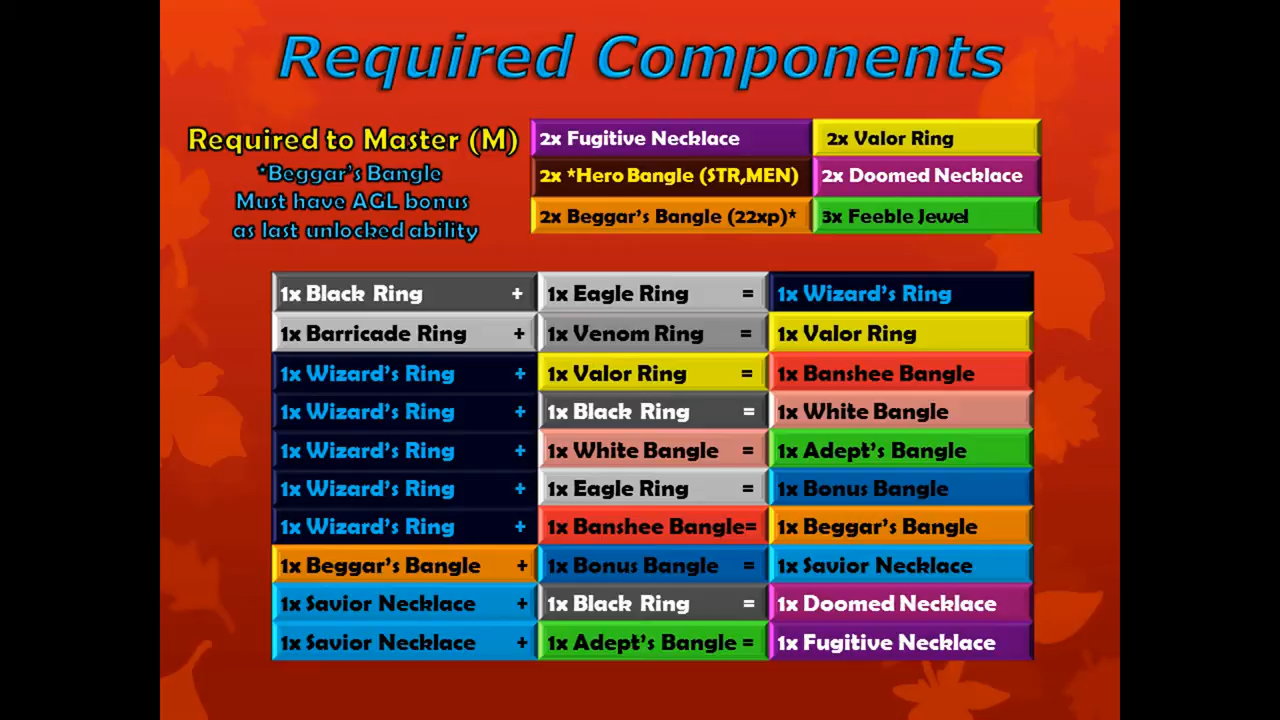 Required Components
Required to Master (M)
*Beggar's Bangle
Must have AGL bonus
as last unlocked ability
2x Fugitive Necklace 2x Valor Ring
2x *Hero Bangle (STR,MEN) 2x Doomed Necklace
2x Beggar's Bangle (22xp)* 3x Feeble Jewel
1x Black Ring + 1x Eagle Ring = 1x Wizard's Ring
1x Barricade Ring + 1x Venom Ring = 1x Valor Ring
1x Wizard's Ring + 1x Valor Ring = 1x Banshee Bangle
1x Wizard's Ring + 1x Black Ring = 1x White Bangle
1x Wizard's Ring + 1x White Bangle = 1x Adept's Bangle
1x Wizard's Ring + 1x Eagle Ring = 1x Bonus Bangle
1x Wizard's Ring + 1x Banshee Bangle= 1x Beggar's Bangle
1x Beggar's Bangle + 1x Bonus Bangle = 1x Savior Necklace
1x Savior Necklace + 1x Black Ring = 1x Doomed Necklace
1x Savior Necklace + 1x Adept's Bangle = 1x Fugitive Necklace